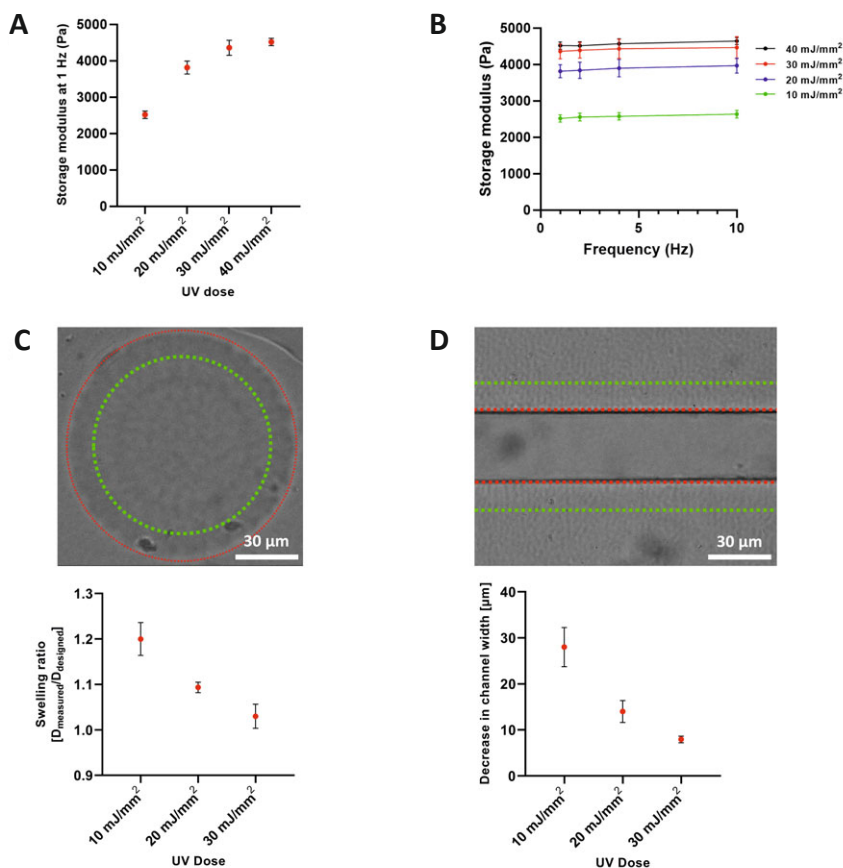 A
Storage modulus at 1 Hz (Pa)
5000
4000
3000
2000
1000
0
10 mJ/mm²
20 mJ/mm²
30 mJ/mm²
40 mJ/mm²
UV dose
B
Storage modulus (Pa)
5000
4000
3000
2000
1000
0
0
5
10
Frequency (Hz)
40 mJ/mm²
30 mJ/mm²
20 mJ/mm²
10 mJ/mm²
C
30 µm
Swelling ratio
[D_measured/D_designed]
1.3
1.2
1.1
1.0
0.9
10 mJ/mm²
20 mJ/mm²
30 mJ/mm²
UV Dose
D
30 µm
Decrease in channel width [µm]
40
30
20
10
0
10 mJ/mm²
20 mJ/mm²
30 mJ/mm²
UV Dose